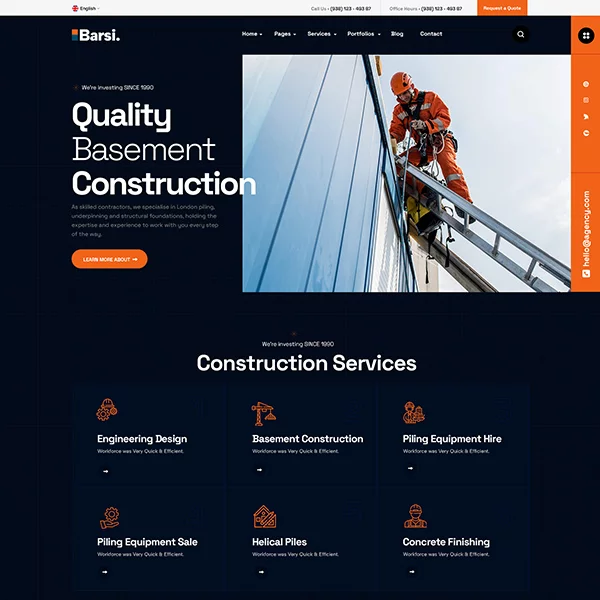 English
Call Us - (938) 123 - 493 87
Office Hours - (938) 123 - 493 87
Request a Quote
Barsi.
Home
Pages
Services
Portfolios
Blog
Contact
We're investing SINCE 1990
Quality
Basement
Construction
As skilled contractors, we specialise in London piling,
underpinning and structural foundations, holding the
expertise and experience to work with you every step
of the way.
LEARN MORE ABOUT
hello@agency.com
We're investing SINCE 1990
Construction Services
Engineering Design
Workforce was Very Quick & Efficient.
Basement Construction
Workforce was Very Quick & Efficient.
Piling Equipment Hire
Workforce was Very Quick & Efficient.
Piling Equipment Sale
Workforce was Very Quick & Efficient.
Helical Piles
Workforce was Very Quick & Efficient.
Concrete Finishing
Workforce was Very Quick & Efficient.